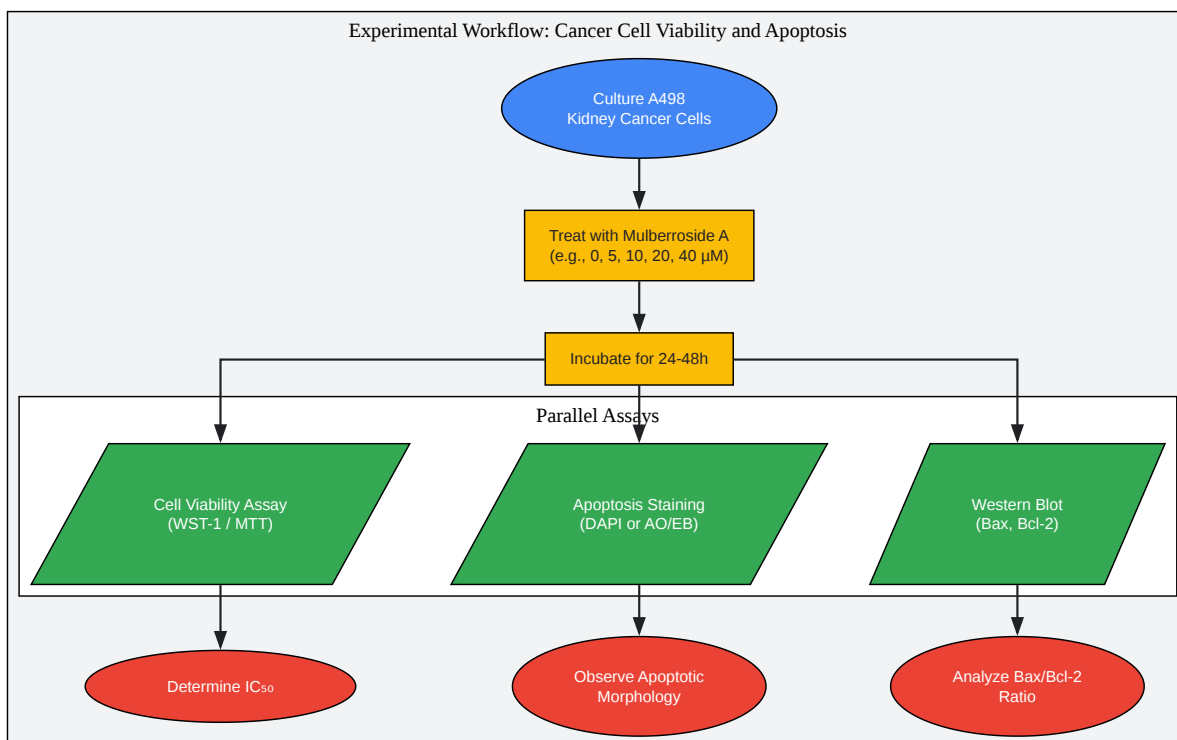 Experimental Workflow: Cancer Cell Viability and Apoptosis
Culture A498
Kidney Cancer Cells
Treat with Mulberroside A
(e.g., 0, 5, 10, 20, 40 µM)
Incubate for 24-48h
Parallel Assays
Cell Viability Assay
(WST-1 / MTT)
Apoptosis Staining
(DAPI or AO/EB)
Western Blot
(Bax, Bcl-2)
Determine IC₅₀
Observe Apoptotic
Morphology
Analyze Bax/Bcl-2
Ratio